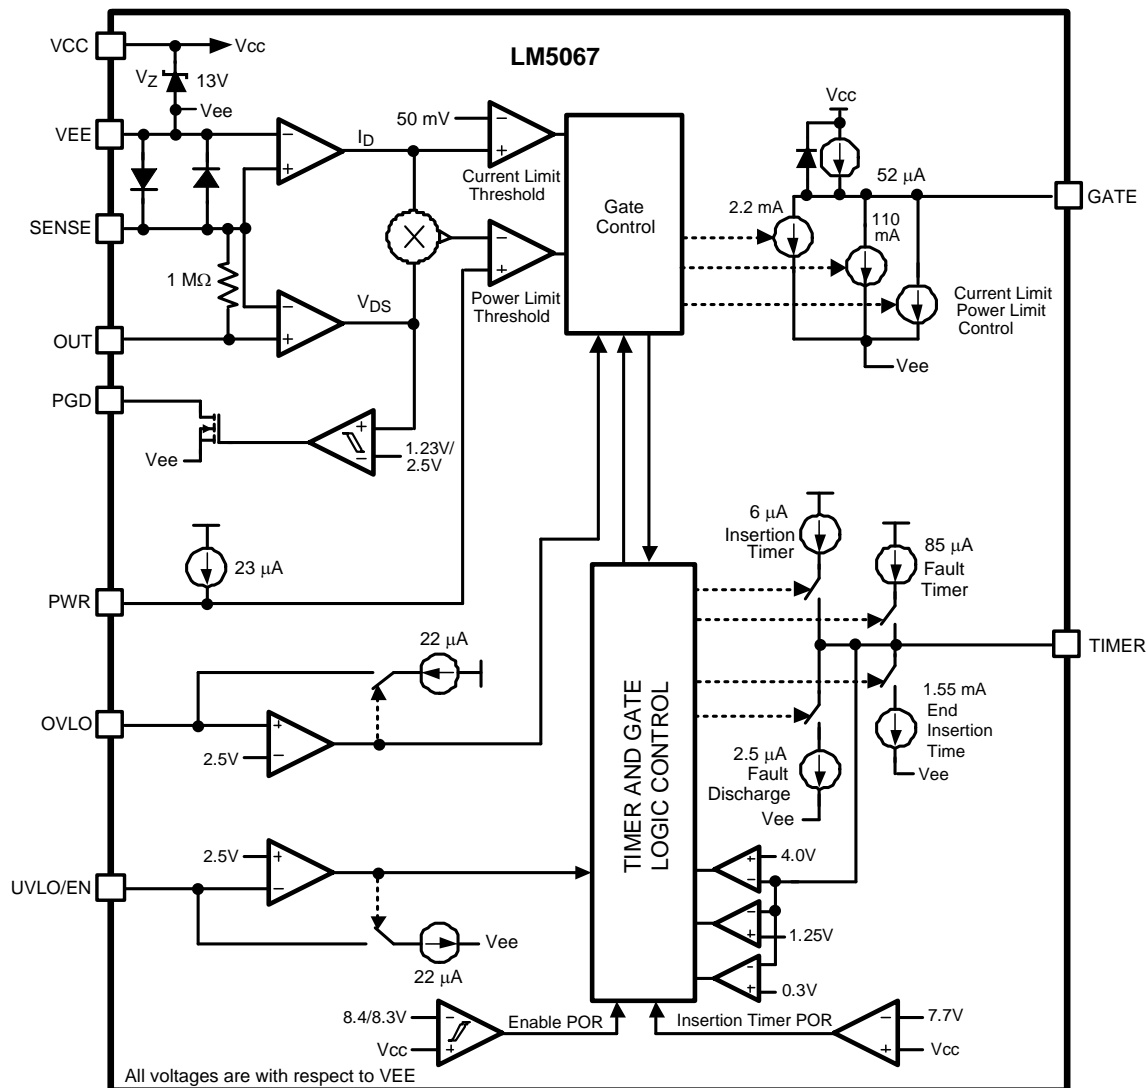 LM5067
VCC
Vcc
VZ
13V
Vee
VEE
SENSE
1 MΩ
OUT
PGD
Vee
ID
VDS
−
+
−
+
50 mV
−
+
Current Limit
Threshold
−
+
Power Limit
Threshold
+
−
1.23V/
2.5V
Gate
Control
Vcc
52 µA
GATE
2.2 mA
110
mA
Current Limit
Power Limit
Control
Vee
23 µA
PWR
22 µA
OVLO
+
−
2.5V
UVLO/EN
2.5V
+
−
22 µA
Vee
TIMER AND GATE
LOGIC CONTROL
6 µA
Insertion
Timer
85 µA
Fault
Timer
TIMER
1.55 mA
End
Insertion
Time
Vee
2.5 µA
Fault
Discharge
Vee
+
−
4.0V
−
+
1.25V
-
+
0.3V
8.4/8.3V
−
Vcc
+
Enable POR
Insertion Timer POR
−
7.7V
+
Vcc
All voltages are with respect to VEE